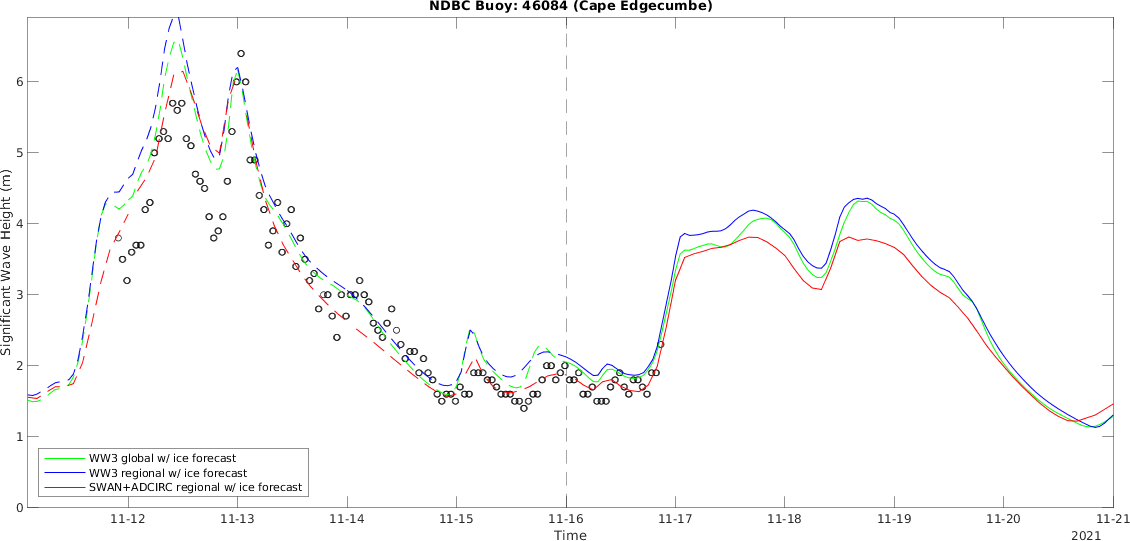 NDBC Buoy: 46084 (Cape Edgecumbe)
Significant Wave Height (m)
6
5
4
3
2
1
0
WW3 global w/ ice forecast
WW3 regional w/ ice forecast
SWAN+ADCIRC regional w/ ice forecast
11-12 11-13 11-14 11-15 11-16 11-17 11-18 11-19 11-20 11-21
Time
2021